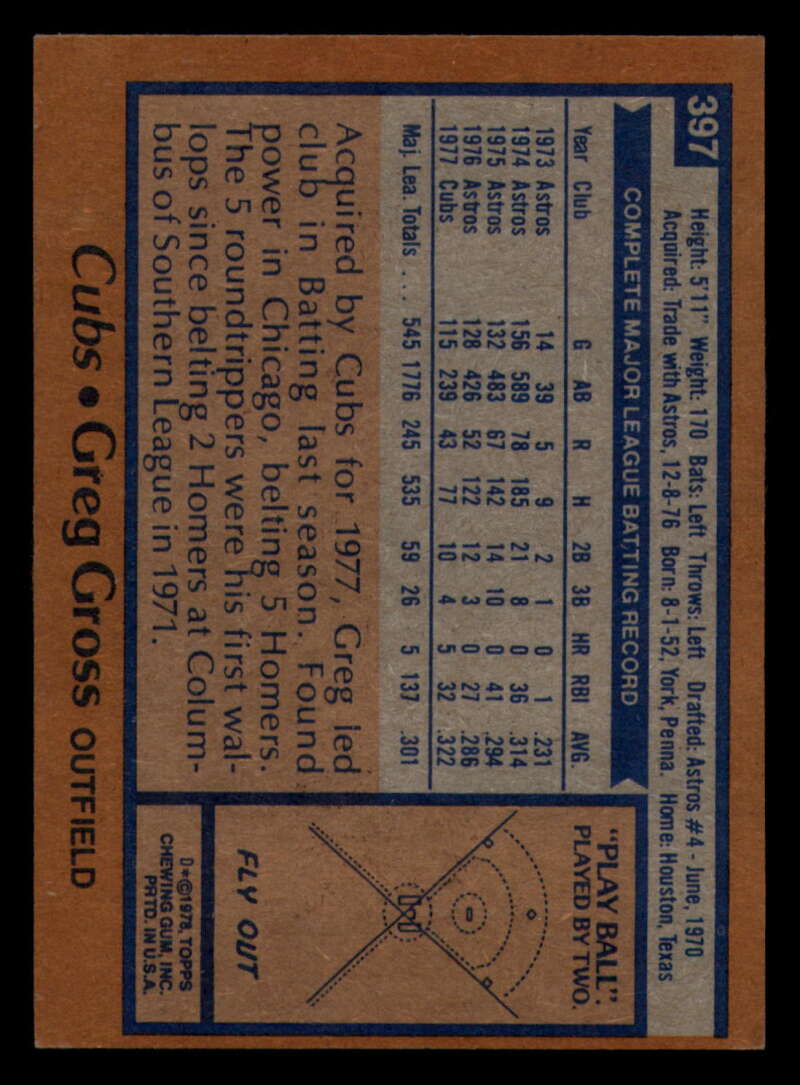 397
Height: 5'11" Weight: 170 Bats: Left Throws: Left Drafted: Astros #4 - June, 1970
Acquired: Trade with Astros, 12-8-76 Born: 8-1-52, York, Penna. Home: Houston, Texas
COMPLETE MAJOR LEAGUE BATTING RECORD
Year Club G AB R H 2B 3B HR RBI AVG.
1973 Astros 14 39 5 9 2 1 0 1 .231
1974 Astros 156 589 78 185 21 8 0 36 .314
1975 Astros 132 483 67 142 14 10 0 41 .294
1976 Astros 128 426 52 122 12 3 0 27 .286
1977 Cubs 115 239 43 77 10 4 5 32 .322
Maj. Lea. Totals ... 545 1776 245 535 59 26 5 137 .301
Acquired by Cubs for 1977, Greg led
club in Batting last season. Found
power in Chicago, belting 5 Homers.
The 5 roundtrippers were his first wal-
lops since belting 2 Homers at Colum-
bus of Southern League in 1971.
"PLAY BALL".
PLAYED BY TWO.
FLY OUT
D*©1978, TOPPS
CHEWING GUM, INC.
PRTD. IN U.S.A.
Cubs • Greg Gross OUTFIELD